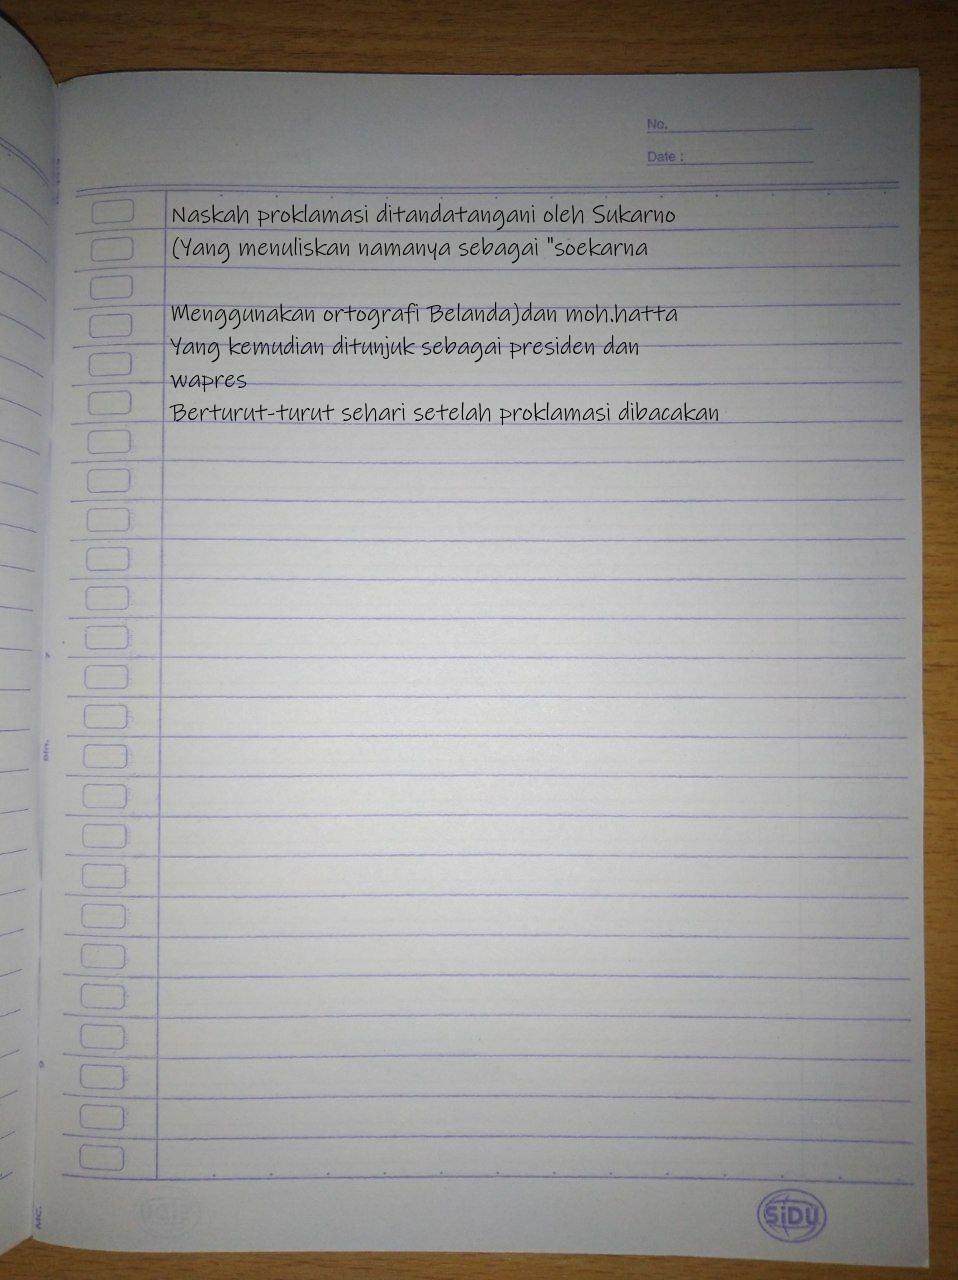 No.
Date :
Naskah proklamasi ditandatangani oleh Sukarno
(Yang menuliskan namanya sebagai "soekarna
Menggunakan ortografi Belanda)dan moh.hatta
Yang kemudian ditunjuk sebagai presiden dan
wapres
Berturut-turut sehari setelah proklamasi dibacakan
SiDU